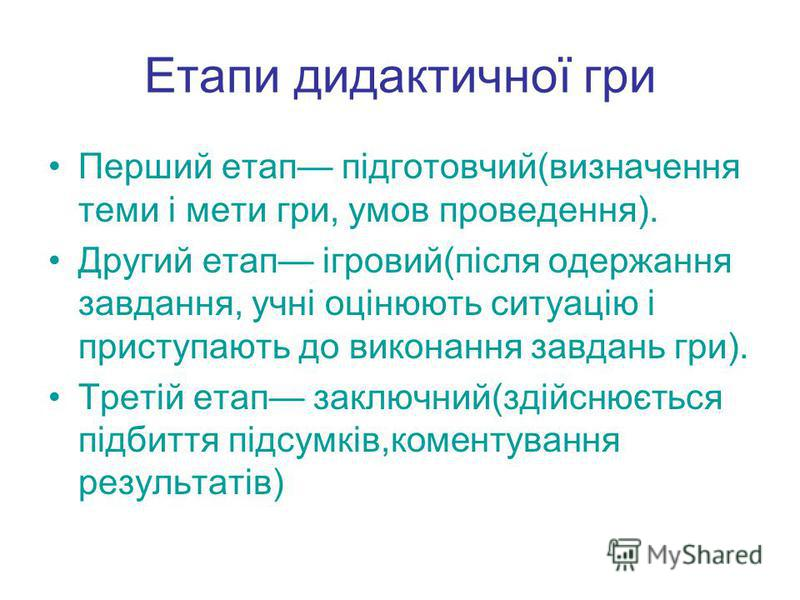 Етапи дидактичної гри
• Перший етап— підготовчий(визначення
теми і мети гри, умов проведення).
• Другий етап— ігровий(після одержання
завдання, учні оцінюють ситуацію і
приступають до виконання завдань гри).
• Третій етап— заключний(здійснюється
підбиття підсумків,коментування
результатів)
MyShared